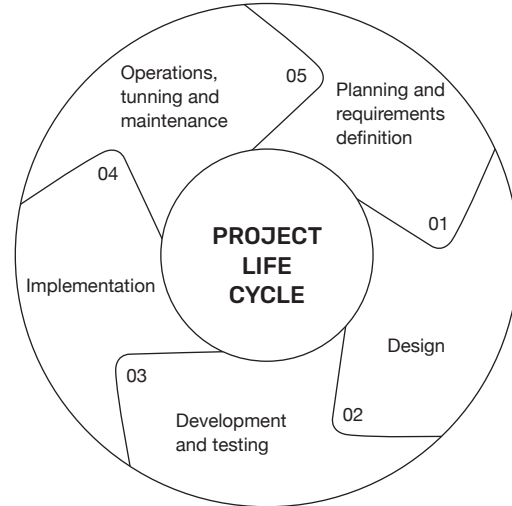 PROJECT
LIFE
CYCLE
Planning and
requirements
definition
01
Design
02
Development
and testing
03
Implementation
04
Operations,
tunning and
maintenance
05